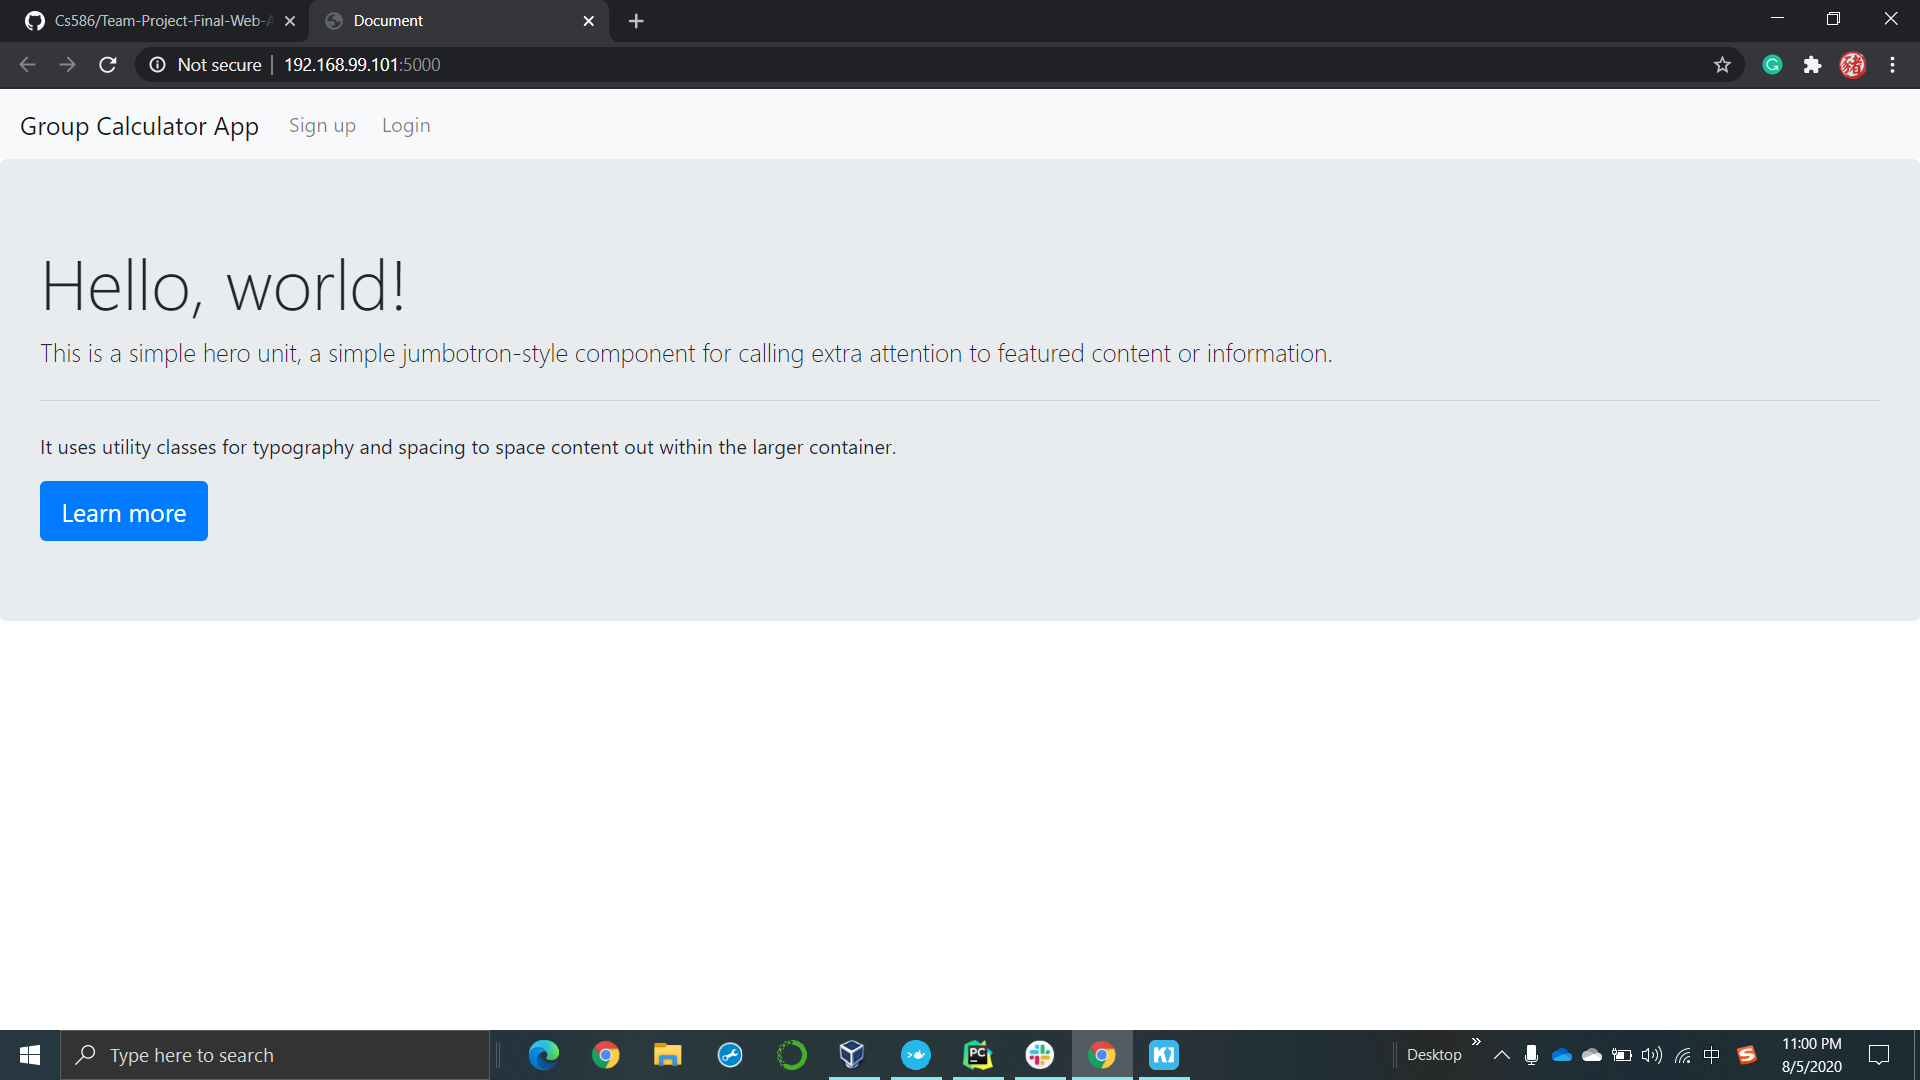 Cs586/Team-Project-Final-Web-A
Document
Not secure
192.168.99.101:5000
豬
Group Calculator App
Sign up
Login
Hello, world!
This is a simple hero unit, a simple jumbotron-style component for calling extra attention to featured content or information.
It uses utility classes for typography and spacing to space content out within the larger container.
Learn more
Type here to search
PC
Desktop
中
11:00 PM
8/5/2020